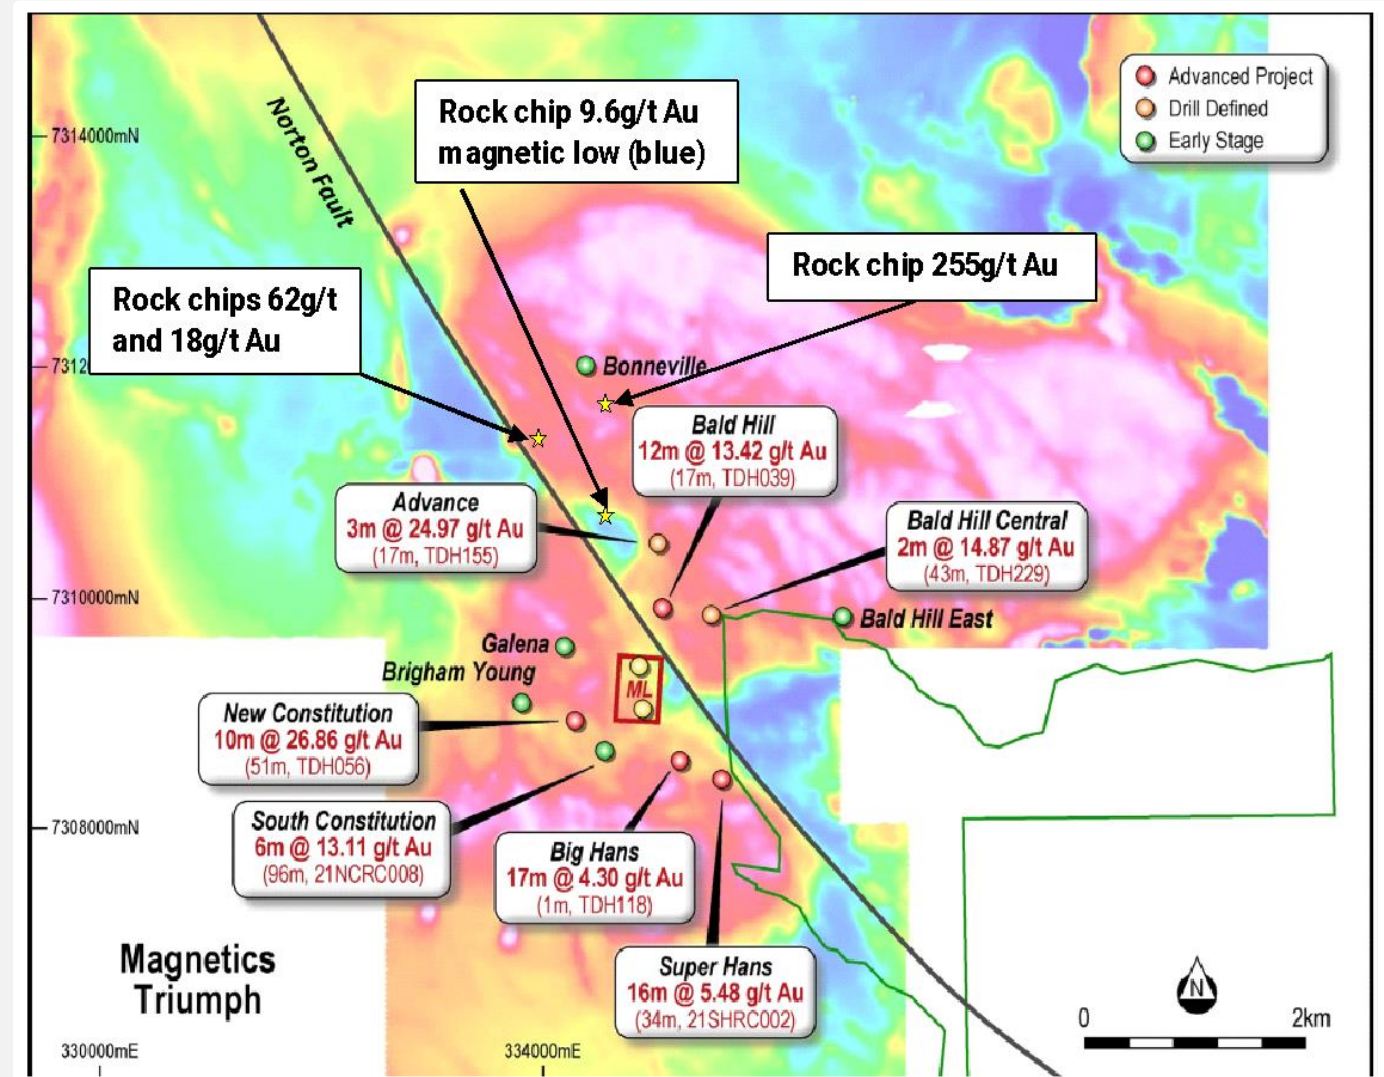 Advanced Project
Drill Defined
Early Stage
7314000mN
Norton Fault
Rock chip 9.6g/t Au
magnetic low (blue)
Rock chip 255g/t Au
Rock chips 62g/t
and 18g/t Au
7312
Bonneville
Bald Hill
12m @ 13.42 g/t Au
(17m, TDH039)
Advance
3m @ 24.97 g/t Au
(17m, TDH155)
Bald Hill Central
2m @ 14.87 g/t Au
(43m, TDH229)
7310000mN
Bald Hill East
Galena
Brigham Young
ML
New Constitution
10m @ 26.86 g/t Au
(51m, TDH056)
South Constitution
6m @ 13.11 g/t Au
(96m, 21NCRC008)
7308000mN
Big Hans
17m @ 4.30 g/t Au
(1m, TDH118)
Super Hans
16m @ 5.48 g/t Au
(34m, 21SHRC002)
Magnetics
Triumph
N
0 2km
330000mE
334000mE